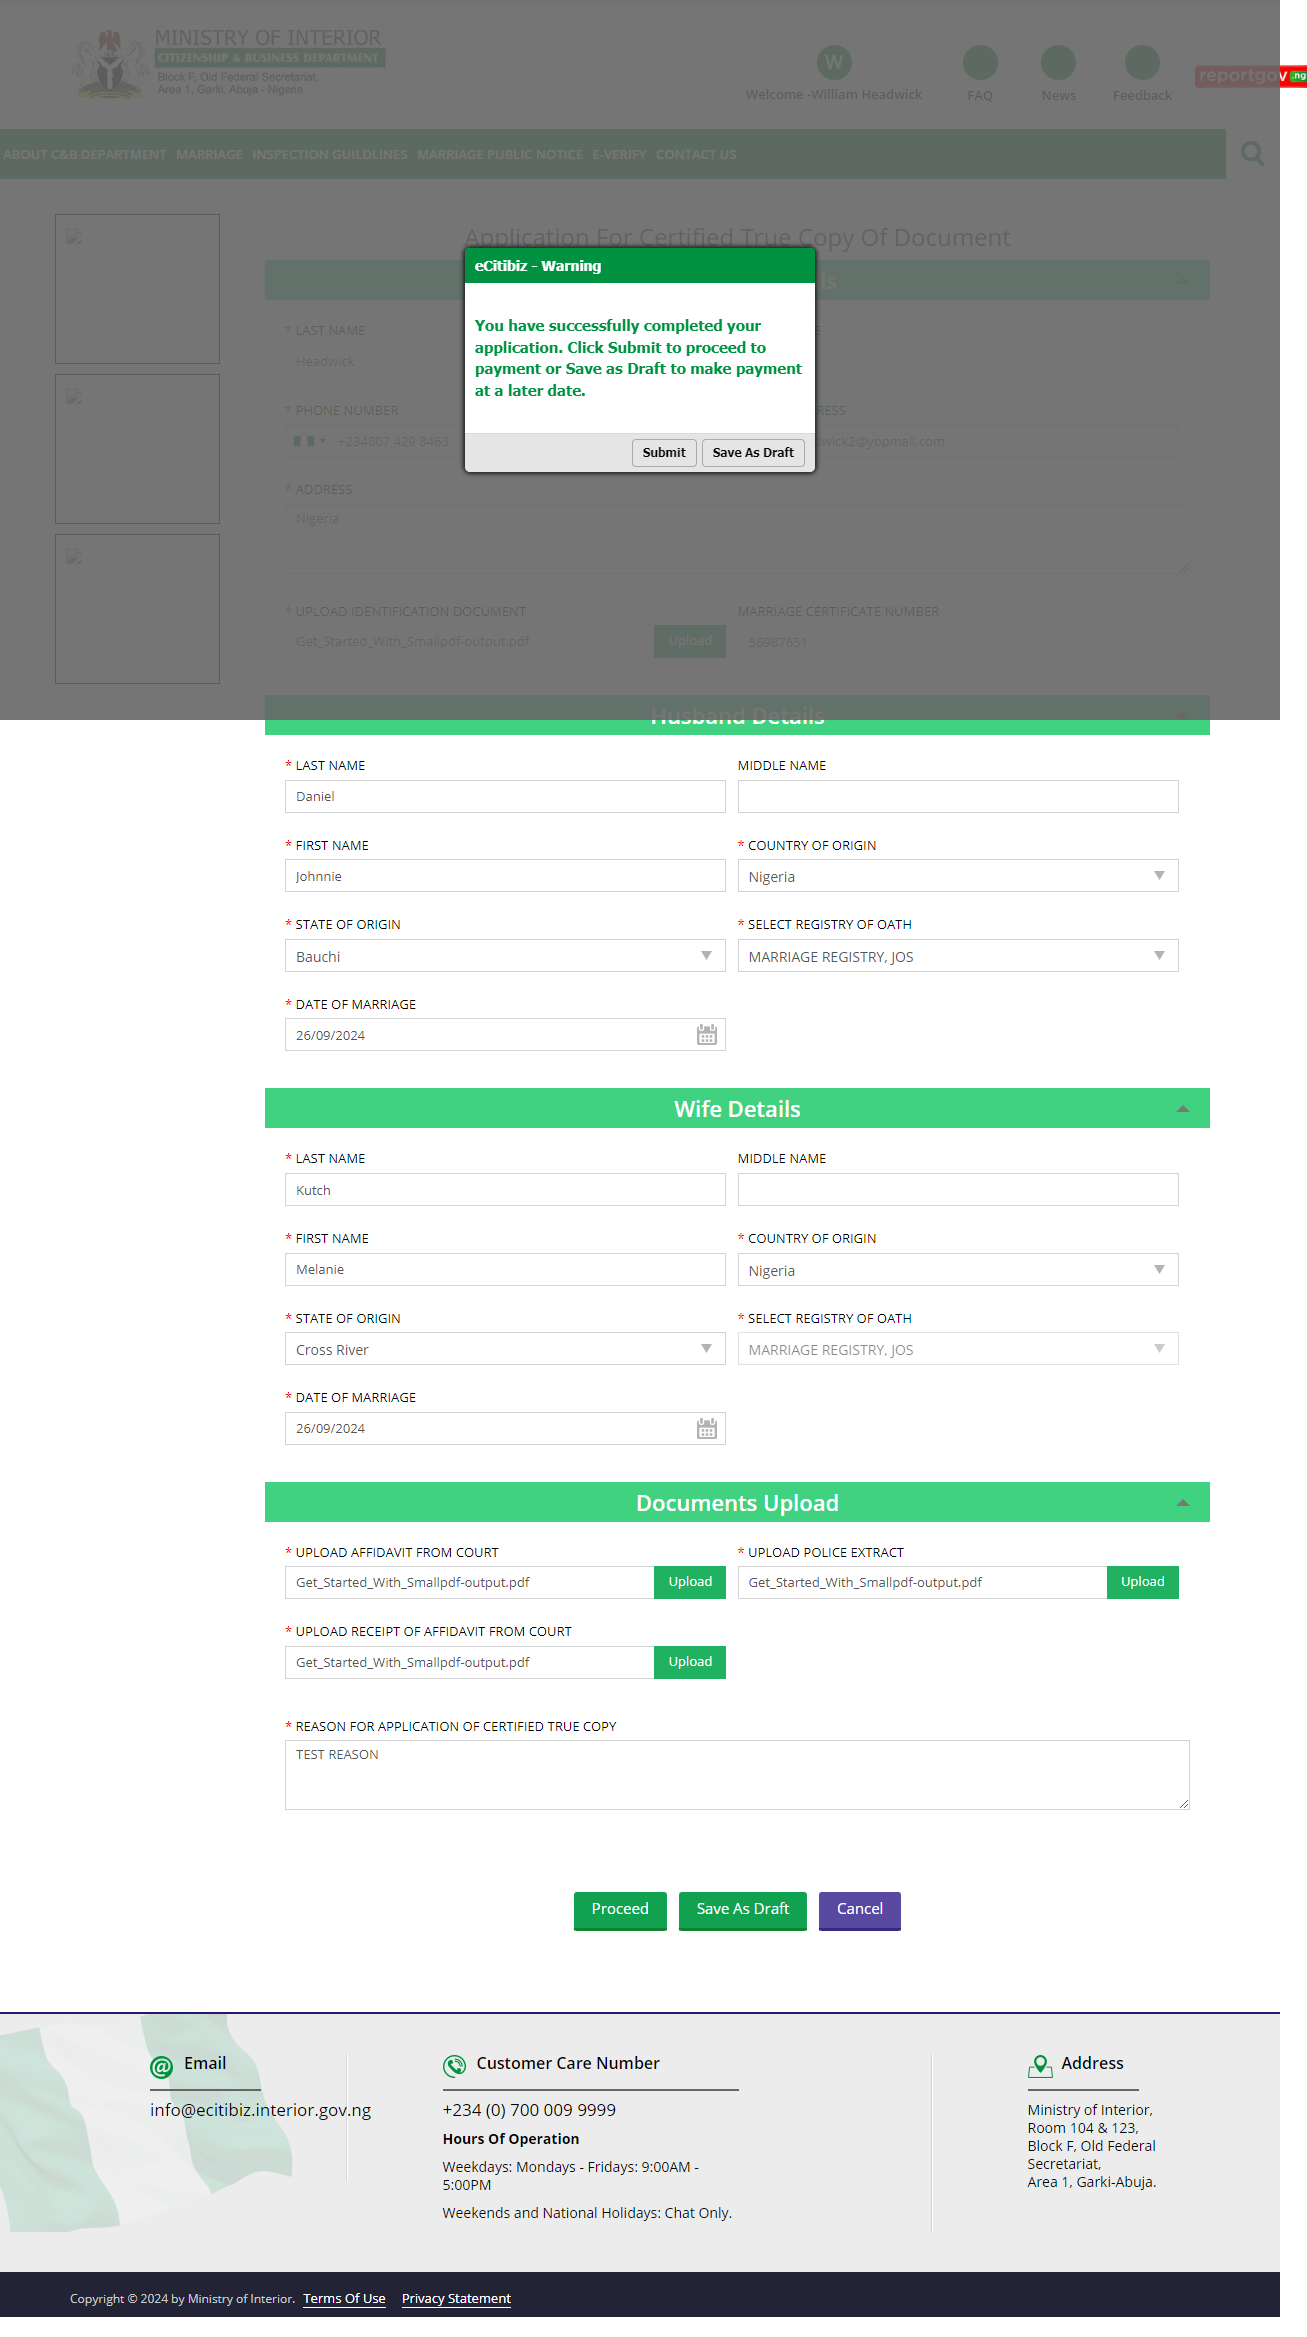 MINISTRY OF INTERIOR
CITIZENSHIP & BUSINESS DEPARTMENT
Block F, Old Federal Secretariat,
Area 1, Garki, Abuja - Nigeria
W
Welcome -William Headwick
FAQ
News
Feedback
reportgov.ng
ABOUT C&B DEPARTMENT MARRIAGE INSPECTION GUILDLINES MARRIAGE PUBLIC NOTICE E-VERIFY CONTACT US
Application For Certified True Copy Of Document
ls
eCitibiz - Warning
You have successfully completed your
application. Click Submit to proceed to
payment or Save as Draft to make payment
at a later date.
Submit Save As Draft
* LAST NAME
Headwick
* PHONE NUMBER
+234807 429 8463
RESS
wick2@yopmail.com
* ADDRESS
Nigeria
* UPLOAD IDENTIFICATION DOCUMENT MARRIAGE CERTIFICATE NUMBER
Get_Started_With_Smallpdf-output.pdf Upload 56987651
Husband Details
* LAST NAME MIDDLE NAME
Daniel
* FIRST NAME * COUNTRY OF ORIGIN
Johnnie Nigeria
* STATE OF ORIGIN * SELECT REGISTRY OF OATH
Bauchi MARRIAGE REGISTRY, JOS
* DATE OF MARRIAGE
26/09/2024
Wife Details
* LAST NAME MIDDLE NAME
Kutch
* FIRST NAME * COUNTRY OF ORIGIN
Melanie Nigeria
* STATE OF ORIGIN * SELECT REGISTRY OF OATH
Cross River MARRIAGE REGISTRY, JOS
* DATE OF MARRIAGE
26/09/2024
Documents Upload
* UPLOAD AFFIDAVIT FROM COURT * UPLOAD POLICE EXTRACT
Get_Started_With_Smallpdf-output.pdf Upload Get_Started_With_Smallpdf-output.pdf Upload
* UPLOAD RECEIPT OF AFFIDAVIT FROM COURT
Get_Started_With_Smallpdf-output.pdf Upload
* REASON FOR APPLICATION OF CERTIFIED TRUE COPY
TEST REASON
Proceed Save As Draft Cancel
Email
info@ecitibiz.interior.gov.ng
Customer Care Number
+234 (0) 700 009 9999
Hours Of Operation
Weekdays: Mondays - Fridays: 9:00AM -
5:00PM
Weekends and National Holidays: Chat Only.
Address
Ministry of Interior,
Room 104 & 123,
Block F, Old Federal
Secretariat,
Area 1, Garki-Abuja.
Copyright © 2024 by Ministry of Interior. Terms Of Use Privacy Statement